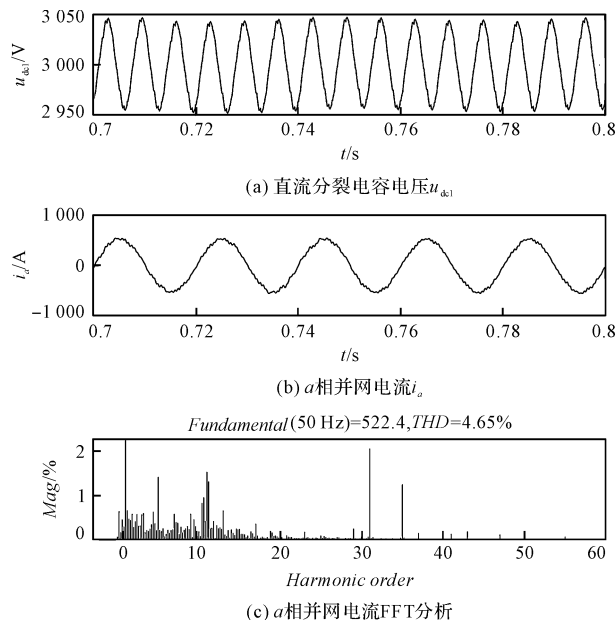 3 050
3 000
2 950
u_dc1/V
0.7 0.72 0.74 0.76 0.78 0.8
t/s
(a) 直流分裂电容电压u_dc1
1 000
0
−1 000
i_a/A
0.7 0.72 0.74 0.76 0.78 0.8
t/s
(b) a相并网电流i_a
Fundamental(50 Hz)=522.4,THD=4.65%
2
1
0
Mag/%
0 10 20 30 40 50 60
Harmonic order
(c) a相并网电流FFT分析